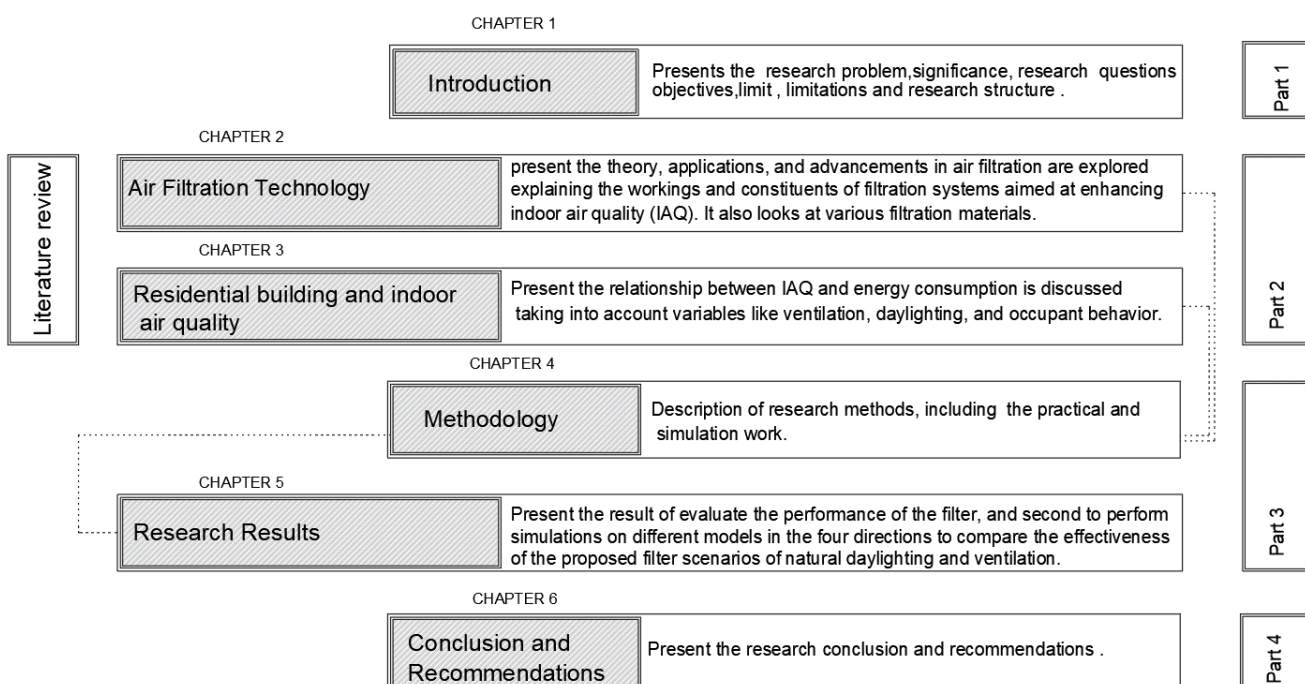 CHAPTER 1
Introduction
Presents the  research problem,significance, research  questions
objectives,limit , limitations and research structure .
Part 1
CHAPTER 2
Literature review
Air Filtration Technology
present the theory, applications, and advancements in air filtration are explored
explaining the workings and constituents of filtration systems aimed at enhancing
indoor air quality (IAQ). It also looks at various filtration materials.
CHAPTER 3
Residential building and indoor
air quality
Present the relationship between IAQ and energy consumption is discussed
taking into account variables like ventilation, daylighting, and occupant behavior.
Part 2
CHAPTER 4
Methodology
Description of research methods, including  the practical and
simulation work.
CHAPTER 5
Research Results
Present the result of evaluate the performance of the filter, and second to perform
simulations on different models in the four directions to compare the effectiveness
of the proposed filter scenarios of natural daylighting and ventilation.
Part 3
CHAPTER 6
Conclusion and
Recommendations
Present the research conclusion and recommendations .
Part 4